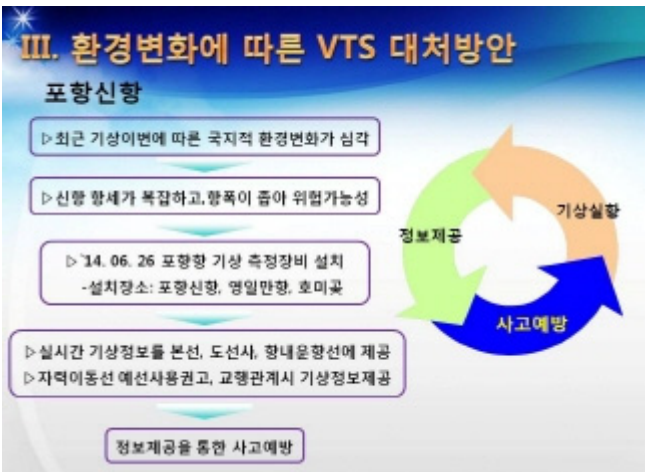 III. 환경변화에 따른 VTS 대처방안
포항신항
▷최근 기상이변에 따른 국지적 환경변화가 심각
▷신항 항세가 복잡하고,항폭이 좁아 위험가능성
▷`14. 06. 26 포항항 기상 측정장비 설치
-설치장소: 포항신항, 영일만항, 호미곶
▷실시간 기상정보를 본선, 도선사, 항내운항선에 제공
▷자력이동선 예선사용권고, 교행관계시 기상정보제공
정보제공을 통한 사고예방
정보제공
기상실황
사고예방